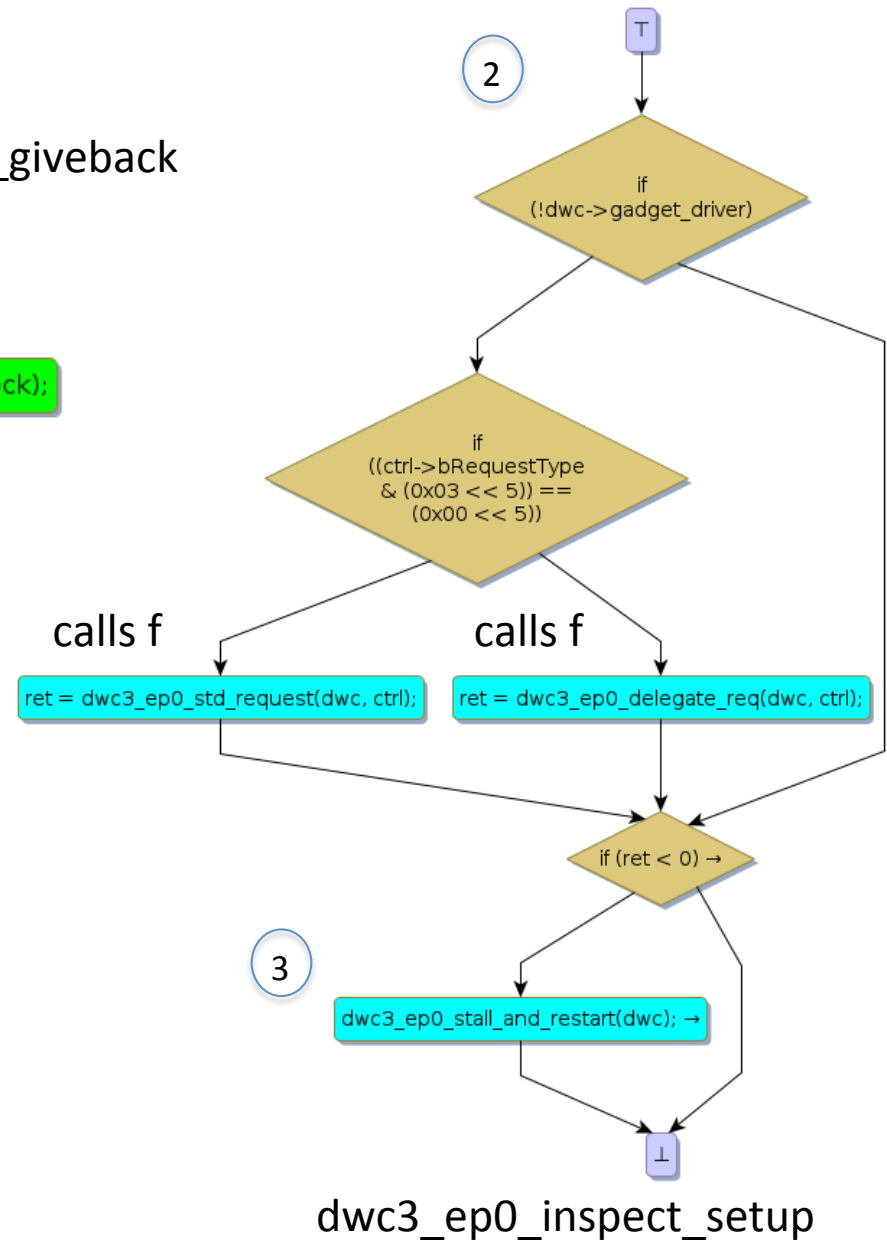 ⊤
2
_giveback
if
(!dwc->gadget_driver)
ck);
if
((ctrl->bRequestType
& (0x03 << 5)) ==
(0x00 << 5))
calls f
calls f
ret = dwc3_ep0_std_request(dwc, ctrl);
ret = dwc3_ep0_delegate_req(dwc, ctrl);
if (ret < 0) →
3
dwc3_ep0_stall_and_restart(dwc); →
⊥
dwc3_ep0_inspect_setup